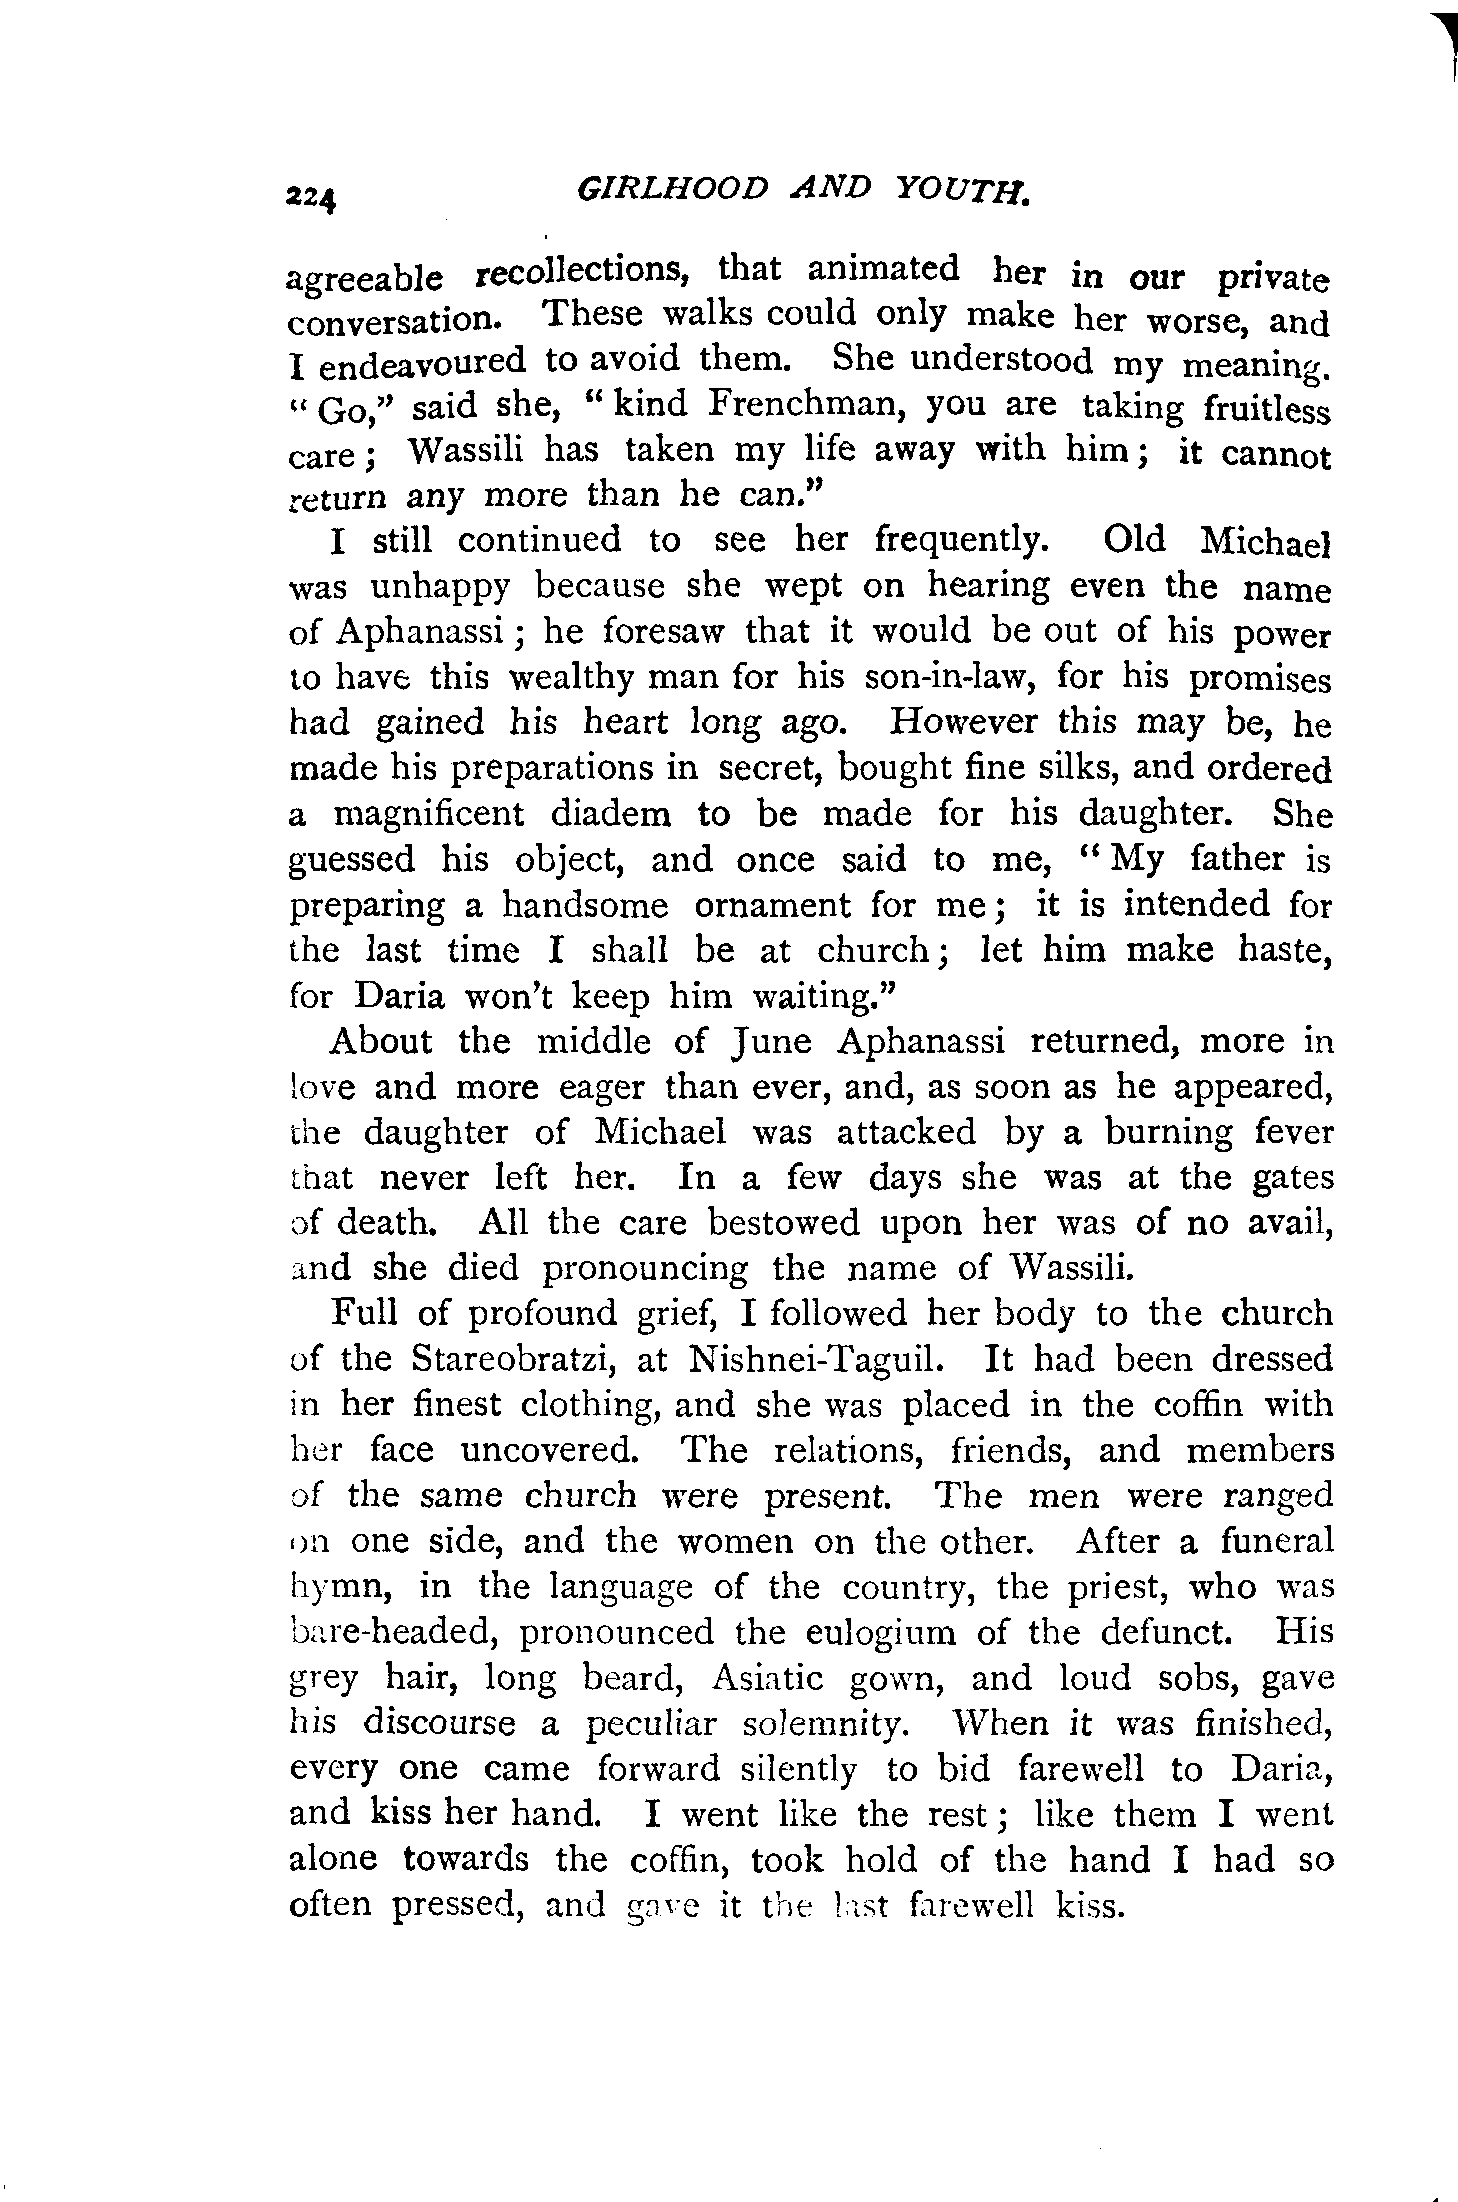 224 GIRLHOOD AND YOUTH.
agreeable recollections, that animated her in our private
conversation. These walks could only make her worse, and
I endeavoured to avoid them. She understood my meaning.
"Go," said she, "kind Frenchman, you are taking fruitless
care; Wassili has taken my life away with him; it cannot
return any more than he can."
I still continued to see her frequently. Old Michael
was unhappy because she wept on hearing even the name
of Aphanassi; he foresaw that it would be out of his power
to have this wealthy man for his son-in-law, for his promises
had gained his heart long ago. However this may be, he
made his preparations in secret, bought fine silks, and ordered
a magnificent diadem to be made for his daughter. She
guessed his object, and once said to me, "My father is
preparing a handsome ornament for me; it is intended for
the last time I shall be at church; let him make haste,
for Daria won't keep him waiting."
About the middle of June Aphanassi returned, more in
love and more eager than ever, and, as soon as he appeared,
the daughter of Michael was attacked by a burning fever
that never left her. In a few days she was at the gates
of death. All the care bestowed upon her was of no avail,
and she died pronouncing the name of Wassili.
Full of profound grief, I followed her body to the church
of the Stareobratzi, at Nishnei-Taguil. It had been dressed
in her finest clothing, and she was placed in the coffin with
her face uncovered. The relations, friends, and members
of the same church were present. The men were ranged
on one side, and the women on the other. After a funeral
hymn, in the language of the country, the priest, who was
bare-headed, pronounced the eulogium of the defunct. His
grey hair, long beard, Asiatic gown, and loud sobs, gave
his discourse a peculiar solemnity. When it was finished,
every one came forward silently to bid farewell to Daria,
and kiss her hand. I went like the rest; like them I went
alone towards the coffin, took hold of the hand I had so
often pressed, and gave it the last farewell kiss.